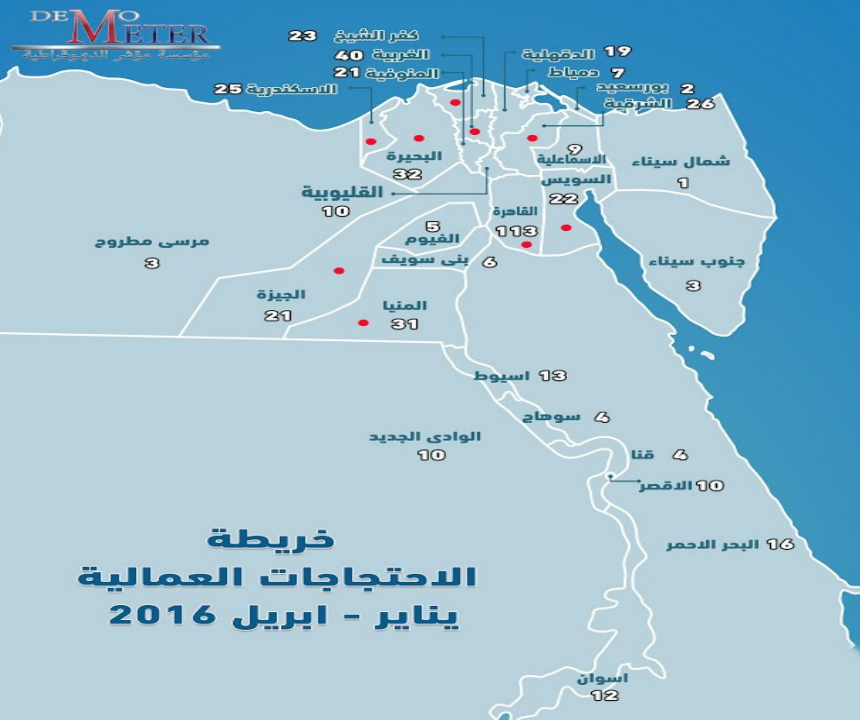 DEMO METER
مؤسسة مؤشر الديموقراطية
كفر الشيخ 23
الغربية 40
المنوفية 21
الاسكندرية 25
الدقهلية 19
دمياط 7
بورسعيد 2
الشرقية 26
البحيرة
32
الاسماعلية
9
شمال سيناء
1
السويس
22
القليوبية
10
القاهرة
113
الفيوم
5
مرسى مطروح
3
بنى سويف 6
جنوب سيناء
3
الجيزة
21
المنيا
31
اسيوط 13
سوهاج 4
الوادى الجديد
10
قنا 4
الاقصر 10
البحر الاحمر 16
خريطة
الاحتجاجات العمالية
يناير - ابريل 2016
اسوان
12